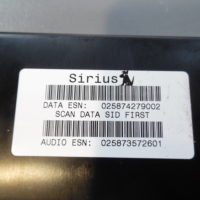 Sirius
DATA ESN: 025874279002
SCAN DATA SID FIRST
AUDIO ESN: 025873572601